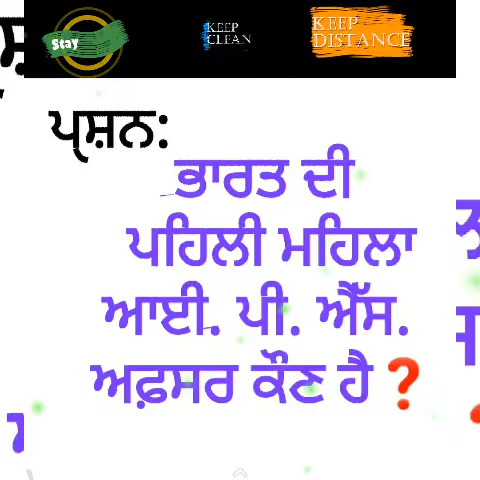 Stay
KEEP
CLEAN
KEEP
DISTANCE
ਪ੍ਰਸ਼ਨ:
ਭਾਰਤ ਦੀ
ਪਹਿਲੀ ਮਹਿਲਾ
ਆਈ. ਪੀ. ਐੱਸ.
ਅਫ਼ਸਰ ਕੌਣ ਹੈ ❓